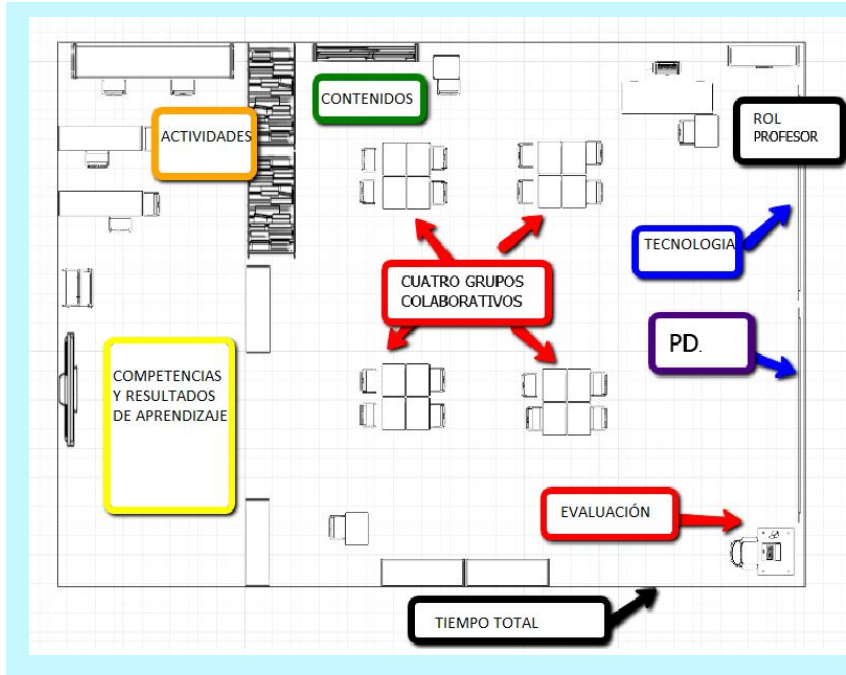 CONTENIDOS
ROL
PROFESOR
ACTIVIDADES
TECNOLOGIA
CUATRO GRUPOS
COLABORATIVOS
PD.
COMPETENCIAS
Y RESULTADOS
DE APRENDIZAJE
EVALUACIÓN
TIEMPO TOTAL